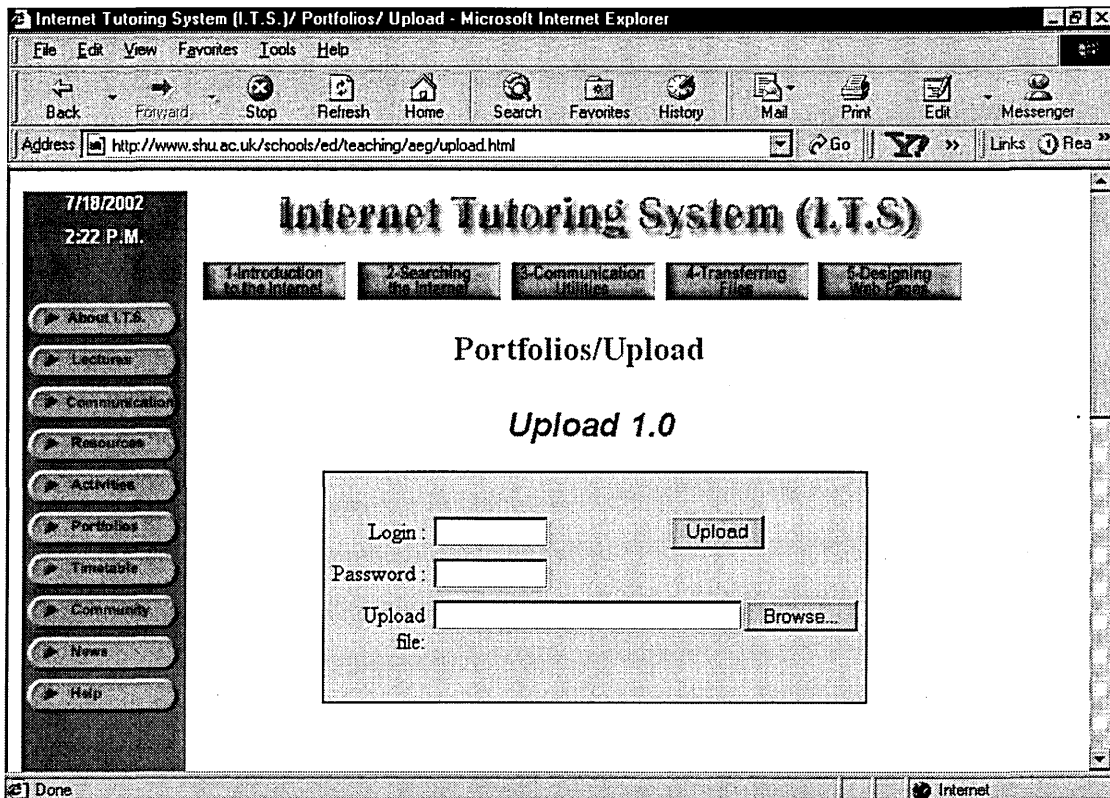 Internet Tutoring System (I.T.S.)/ Portfolios/ Upload - Microsoft Internet Explorer
File Edit View Favorites Tools Help
Back Forward Stop Refresh Home Search Favorites History Mail Print Edit Messenger
Address http://www.shu.ac.uk/schools/ed/teaching/aeg/upload.html Go Y? » Links Rea »
7/18/2002
2:22 P.M.
Internet Tutoring System (I.T.S)
1-Introduction to the Internet
2-Searching the Internet
3-Communication Utilities
4-Transferring Files
5-Designing Web Pages
About I.T.S.
Lectures
Communication
Resources
Activities
Portfolios
Timetable
Community
News
Help
Portfolios/Upload
Upload 1.0
Login : Upload
Password :
Upload file: Browse...
Done Internet